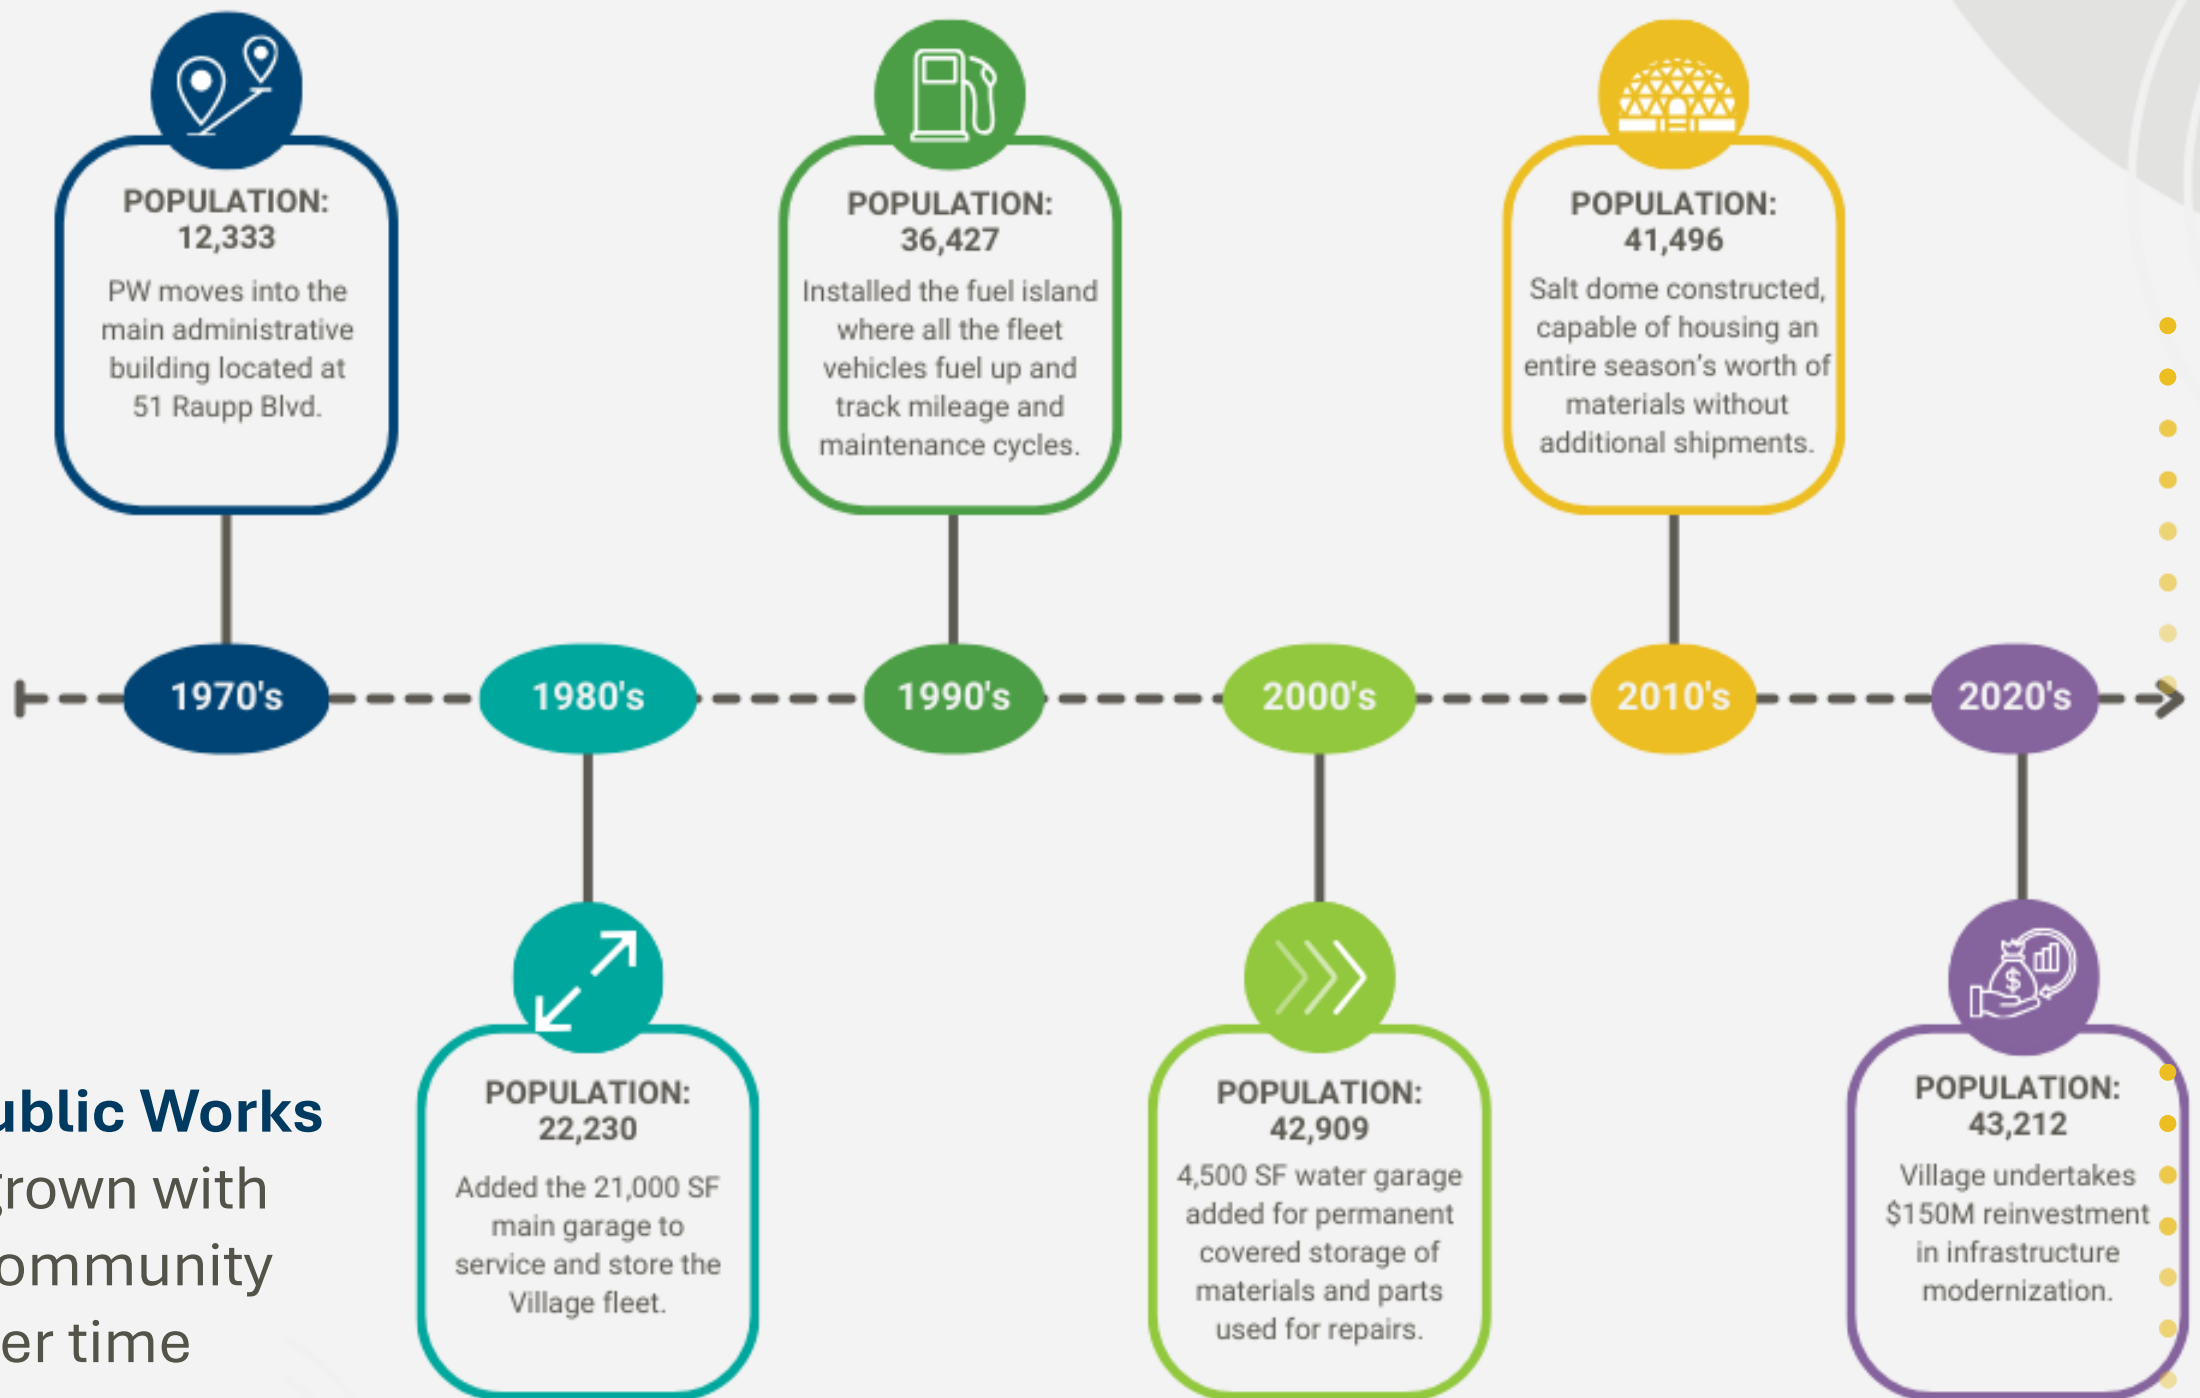 POPULATION:
12,333
PW moves into the
main administrative
building located at
51 Raupp Blvd.
POPULATION:
36,427
Installed the fuel island
where all the fleet
vehicles fuel up and
track mileage and
maintenance cycles.
POPULATION:
41,496
Salt dome constructed,
capable of housing an
entire season's worth of
materials without
additional shipments.
1970's
1980's
1990's
2000's
2010's
2020's
ublic Works
grown with
ommunity
er time
POPULATION:
22,230
Added the 21,000 SF
main garage to
service and store the
Village fleet.
POPULATION:
42,909
4,500 SF water garage
added for permanent
covered storage of
materials and parts
used for repairs.
$
POPULATION:
43,212
Village undertakes
$150M reinvestment
in infrastructure
modernization.